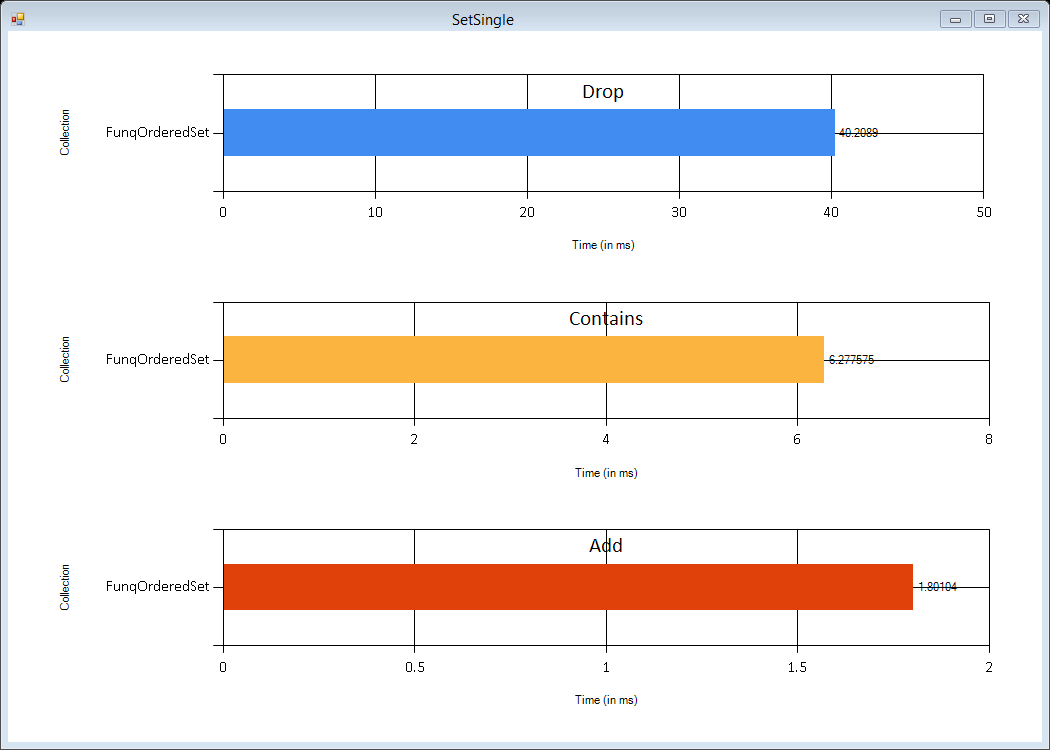 SetSingle
Drop
Collection
FunqOrderedSet
40.2089
0 10 20 30 40 50
Time (in ms)
Contains
Collection
FunqOrderedSet
6.277575
0 2 4 6 8
Time (in ms)
Add
Collection
FunqOrderedSet
1.80104
0 0.5 1 1.5 2
Time (in ms)